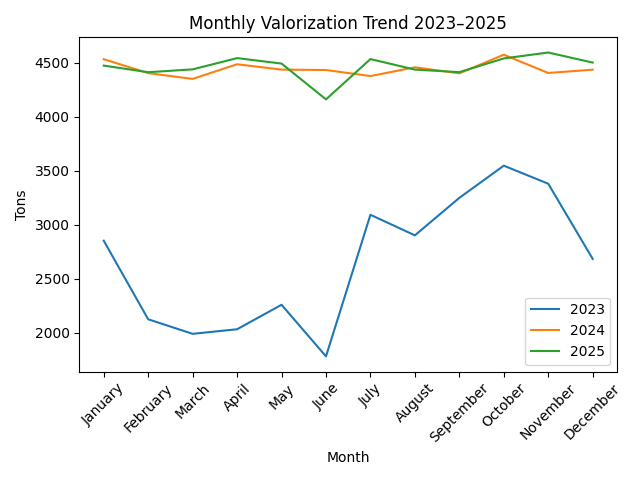 Monthly Valorization Trend 2023–2025
Tons
4500
4000
3500
3000
2500
2000
2023
2024
2025
January
February
March
April
May
June
July
August
September
October
November
December
Month